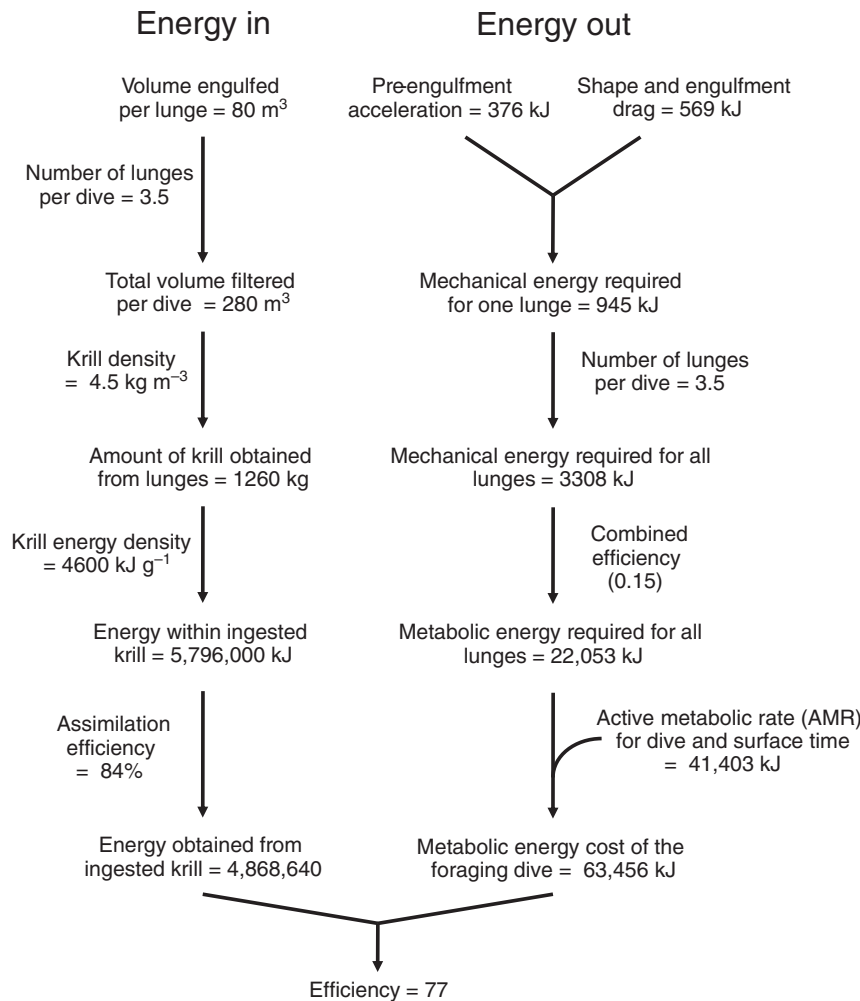 Energy in
Energy out
Volume engulfed
per lunge = 80 m³
Pre-engulfment
acceleration = 376 kJ
Shape and engulfment
drag = 569 kJ
Number of lunges
per dive = 3.5
Total volume filtered
per dive = 280 m³
Mechanical energy required
for one lunge = 945 kJ
Krill density
= 4.5 kg m⁻³
Number of lunges
per dive = 3.5
Amount of krill obtained
from lunges = 1260 kg
Mechanical energy required for all
lunges = 3308 kJ
Krill energy density
= 4600 kJ g⁻¹
Combined
efficiency
(0.15)
Energy within ingested
krill = 5,796,000 kJ
Metabolic energy required for all
lunges = 22,053 kJ
Assimilation
efficiency
= 84%
Active metabolic rate (AMR)
for dive and surface time
= 41,403 kJ
Energy obtained from
ingested krill = 4,868,640
Metabolic energy cost of the
foraging dive = 63,456 kJ
Efficiency = 77